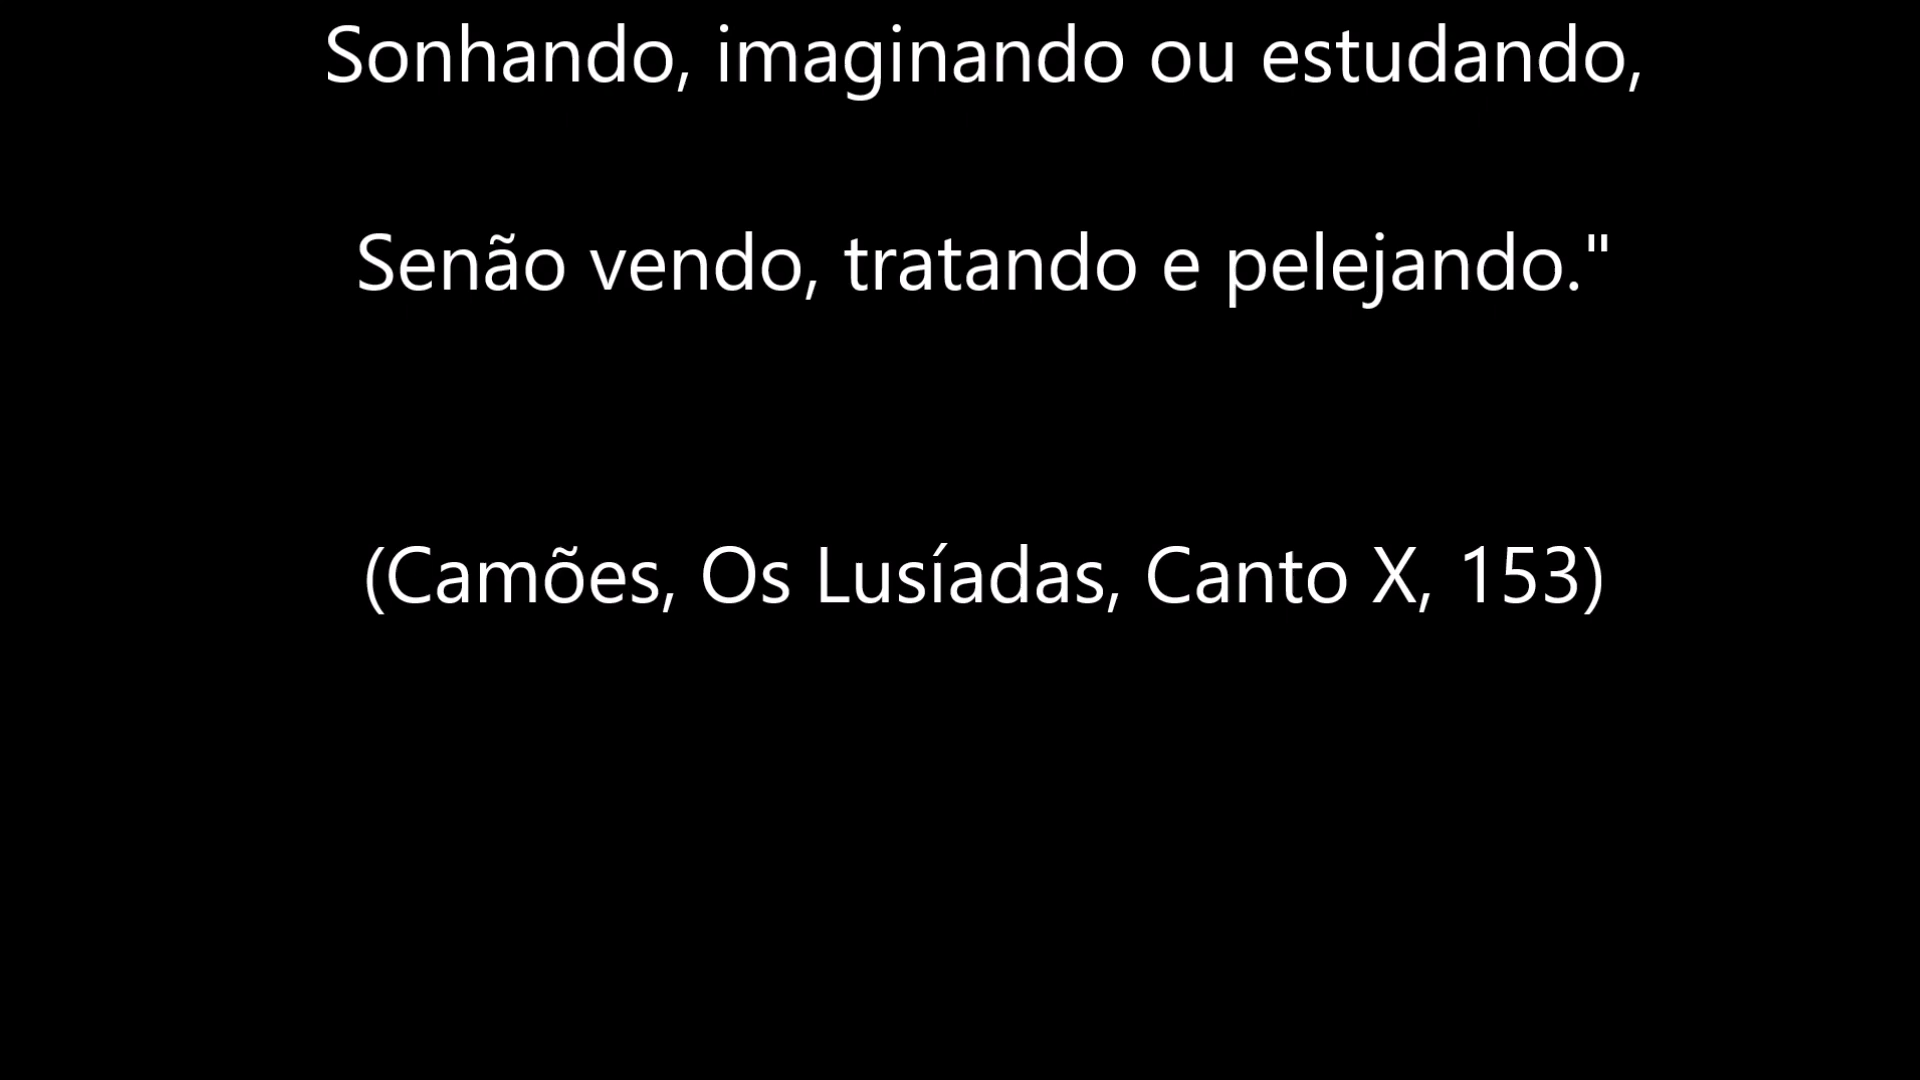 Sonhando, imaginando ou estudando,
Senão vendo, tratando e pelejando."
(Camões, Os Lusíadas, Canto X, 153)